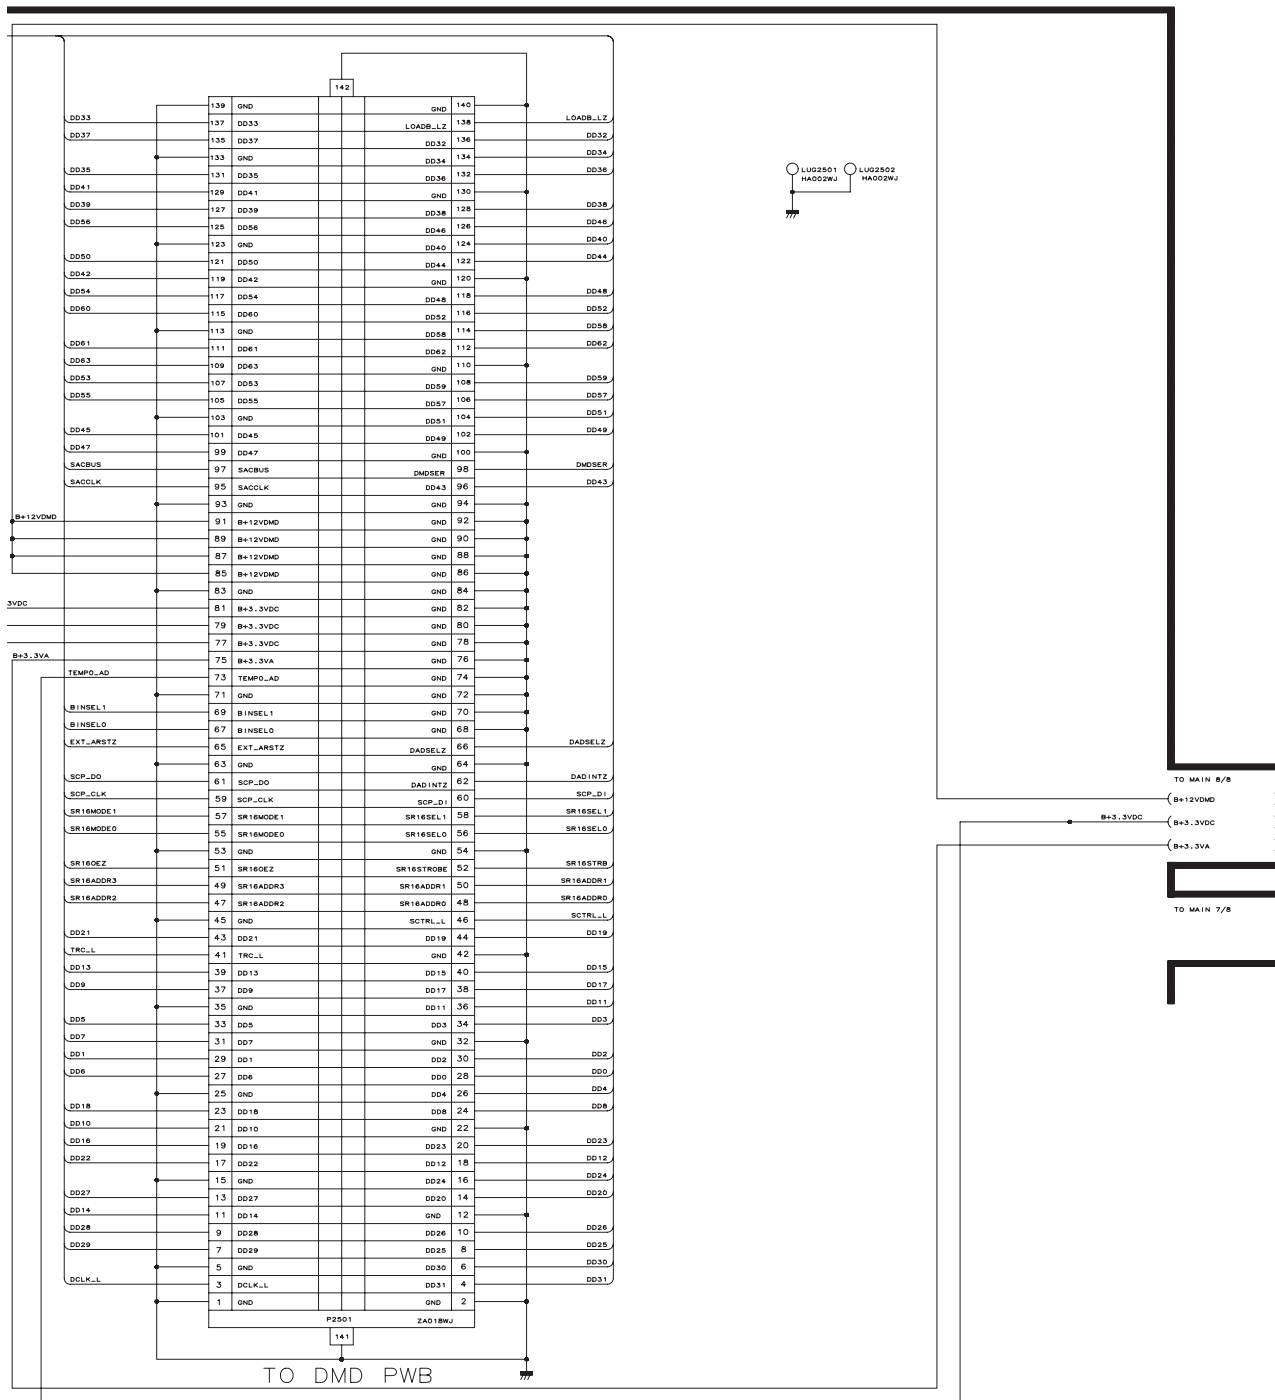 142
139 GND GND 140
DD33 137 DD33 LOADB_LZ 138 LOADB_LZ
DD37 135 DD37 DD32 136 DD32
133 GND DD34 134 DD34
DD35 131 DD35 DD36 132 DD36
DD41 129 DD41 GND 130
DD39 127 DD39 DD38 128 DD38
DD56 125 DD56 DD46 126 DD46
123 GND DD40 124 DD40
DD50 121 DD50 DD44 122 DD44
DD42 119 DD42 GND 120
DD54 117 DD54 DD48 118 DD48
DD60 115 DD60 DD52 116 DD52
113 GND DD58 114 DD58
DD61 111 DD61 DD62 112 DD62
DD63 109 DD63 GND 110
DD53 107 DD53 DD59 108 DD59
DD55 105 DD55 DD57 106 DD57
103 GND DD51 104 DD51
DD45 101 DD45 DD49 102 DD49
DD47 99 DD47 GND 100
SACBUS 97 SACBUS DMDSER 98 DMDSER
SACCLK 95 SACCLK DD43 96 DD43
93 GND GND 94
B+12VDMD 91 B+12VDMD GND 92
89 B+12VDMD GND 90
87 B+12VDMD GND 88
85 B+12VDMD GND 86
83 GND GND 84
3VDC 81 B+3.3VDC GND 82
79 B+3.3VDC GND 80
77 B+3.3VDC GND 78
B+3.3VA 75 B+3.3VA GND 76
TEMPO_AD 73 TEMPO_AD GND 74
71 GND GND 72
BINSEL1 69 BINSEL1 GND 70
BINSEL0 67 BINSEL0 GND 68
EXT_ARSTZ 65 EXT_ARSTZ DADSELZ 66 DADSELZ
63 GND GND 64
SCP_DO 61 SCP_DO DADINTZ 62 DADINTZ
SCP_CLK 59 SCP_CLK SCP_DI 60 SCP_DI
SR16MODE1 57 SR16MODE1 SR16SEL1 58 SR16SEL1
SR16MODE0 55 SR16MODE0 SR16SEL0 56 SR16SEL0
53 GND GND 54
SR16OEZ 51 SR16OEZ SR16STROBE 52 SR16STRB
SR16ADDR3 49 SR16ADDR3 SR16ADDR1 50 SR16ADDR1
SR16ADDR2 47 SR16ADDR2 SR16ADDR0 48 SR16ADDR0
45 GND SCTRL_L 46 SCTRL_L
DD21 43 DD21 DD19 44 DD19
TRC_L 41 TRC_L GND 42
DD13 39 DD13 DD15 40 DD15
DD9 37 DD9 DD17 38 DD17
35 GND DD11 36 DD11
DD5 33 DD5 DD3 34 DD3
DD7 31 DD7 GND 32
DD1 29 DD1 DD2 30 DD2
DD6 27 DD6 DD0 28 DD0
25 GND DD4 26 DD4
DD18 23 DD18 DD8 24 DD8
DD10 21 DD10 GND 22
DD16 19 DD16 DD23 20 DD23
DD22 17 DD22 DD12 18 DD12
15 GND DD24 16 DD24
DD27 13 DD27 DD20 14 DD20
DD14 11 DD14 GND 12
DD28 9 DD28 DD26 10 DD26
DD29 7 DD29 DD25 8 DD25
5 GND DD30 6 DD30
DCLK_L 3 DCLK_L DD31 4 DD31
1 GND GND 2
P2501 ZA018WJ
141
TO DMD PWB
LUG2501 LUG2502
HA002WJ HA002WJ
TO MAIN 8/8
B+12VDMD
B+3.3VDC B+3.3VDC
B+3.3VA
TO MAIN 7/8